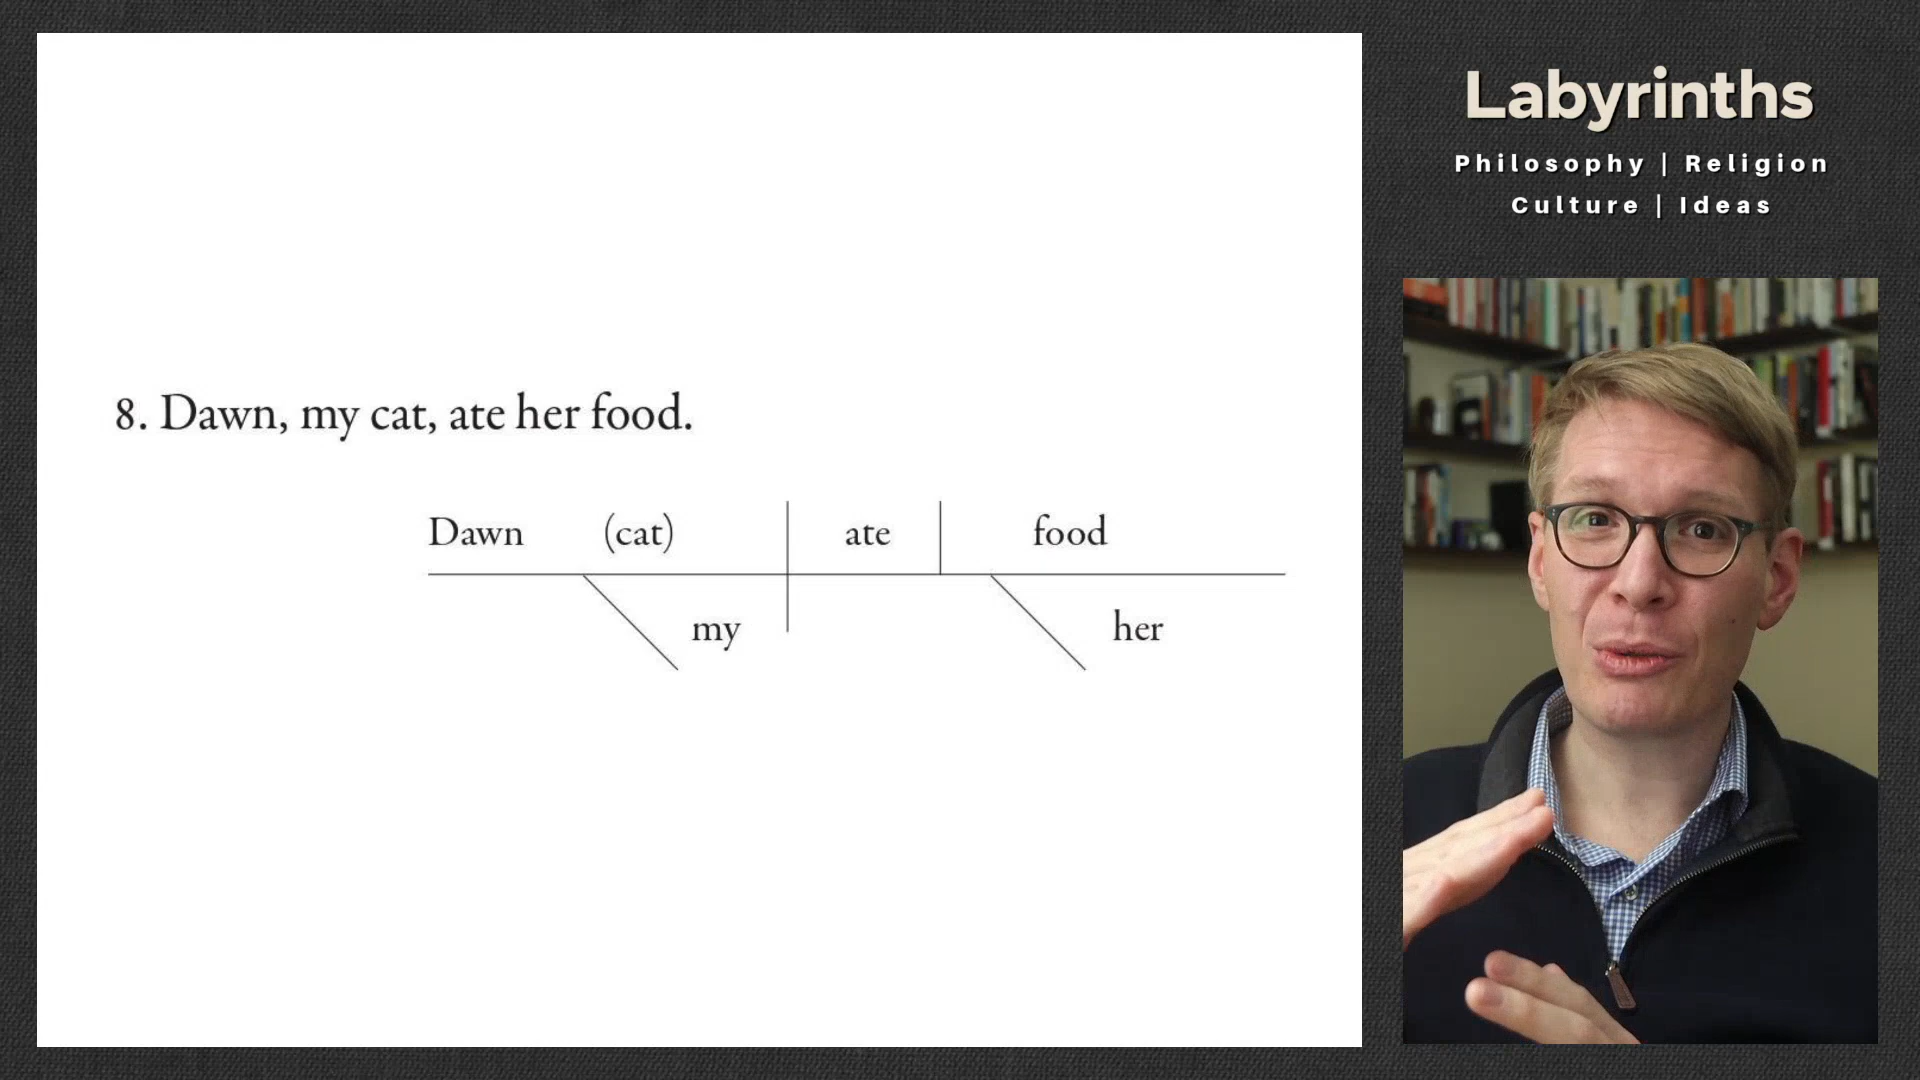 Labyrinths
Philosophy | Religion
Culture | Ideas
8. Dawn, my cat, ate her food.
Dawn (cat) ate food
my her